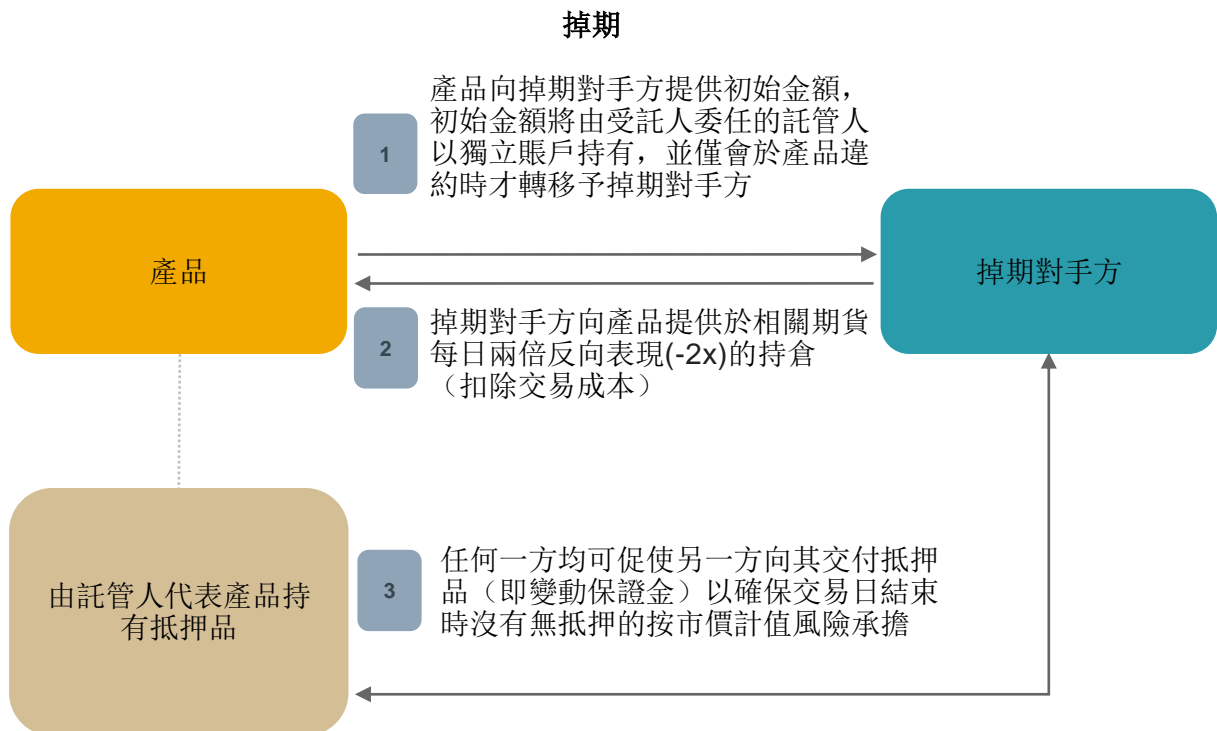 掉期
產品向掉期對手方提供初始金額，
初始金額將由受託人委任的託管人
以獨立賬戶持有，並僅會於產品違
約時才轉移予掉期對手方
1
產品
掉期對手方
掉期對手方向產品提供於相關期貨
每日兩倍反向表現(-2x)的持倉
（扣除交易成本）
2
任何一方均可促使另一方向其交付抵押
品（即變動保證金）以確保交易日結束
時沒有無抵押的按市價計值風險承擔
3
由託管人代表產品持
有抵押品